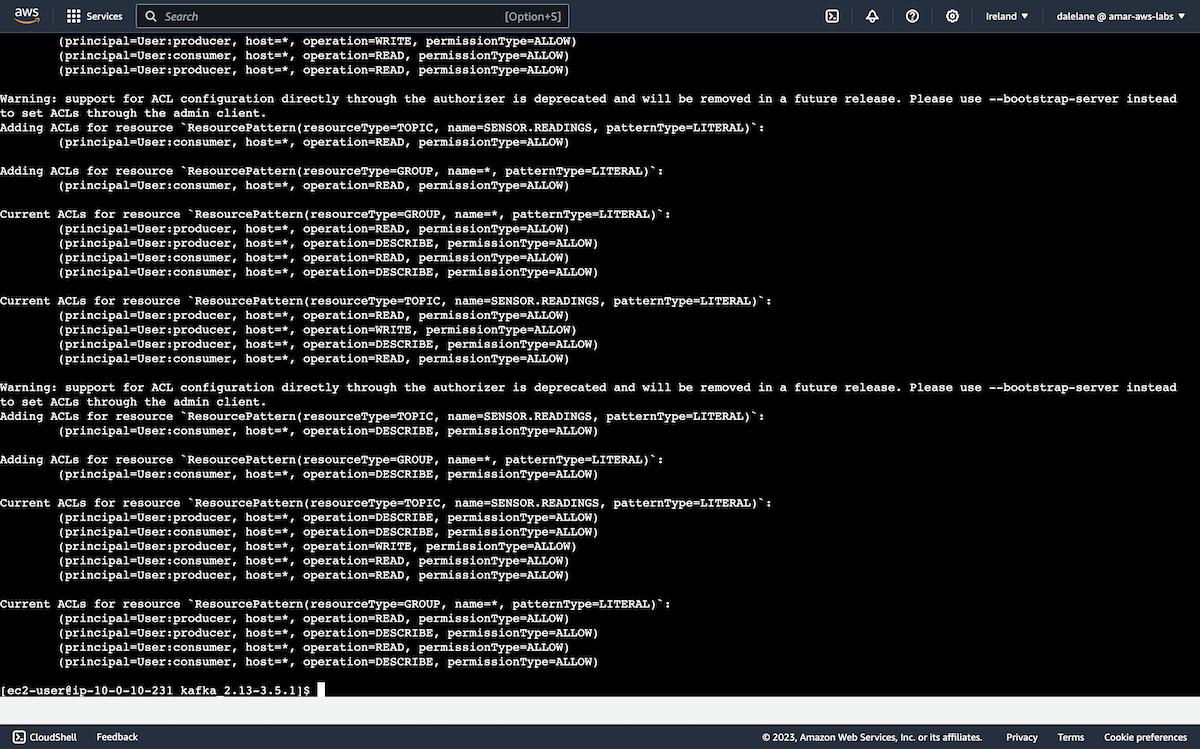 aws Services Search [Option+S] Ireland ▼ dalelane @ amar-aws-labs ▼
(principal=User:producer, host=*, operation=WRITE, permissionType=ALLOW)
(principal=User:consumer, host=*, operation=READ, permissionType=ALLOW)
(principal=User:producer, host=*, operation=READ, permissionType=ALLOW)
Warning: support for ACL configuration directly through the authorizer is deprecated and will be removed in a future release. Please use --bootstrap-server instead
to set ACLs through the admin client.
Adding ACLs for resource `ResourcePattern(resourceType=TOPIC, name=SENSOR.READINGS, patternType=LITERAL)`:
(principal=User:consumer, host=*, operation=READ, permissionType=ALLOW)
Adding ACLs for resource `ResourcePattern(resourceType=GROUP, name=*, patternType=LITERAL)`:
(principal=User:consumer, host=*, operation=READ, permissionType=ALLOW)
Current ACLs for resource `ResourcePattern(resourceType=GROUP, name=*, patternType=LITERAL)`:
(principal=User:producer, host=*, operation=READ, permissionType=ALLOW)
(principal=User:producer, host=*, operation=DESCRIBE, permissionType=ALLOW)
(principal=User:consumer, host=*, operation=READ, permissionType=ALLOW)
(principal=User:consumer, host=*, operation=DESCRIBE, permissionType=ALLOW)
Current ACLs for resource `ResourcePattern(resourceType=TOPIC, name=SENSOR.READINGS, patternType=LITERAL)`:
(principal=User:producer, host=*, operation=READ, permissionType=ALLOW)
(principal=User:producer, host=*, operation=WRITE, permissionType=ALLOW)
(principal=User:producer, host=*, operation=DESCRIBE, permissionType=ALLOW)
(principal=User:consumer, host=*, operation=READ, permissionType=ALLOW)
Warning: support for ACL configuration directly through the authorizer is deprecated and will be removed in a future release. Please use --bootstrap-server instead
to set ACLs through the admin client.
Adding ACLs for resource `ResourcePattern(resourceType=TOPIC, name=SENSOR.READINGS, patternType=LITERAL)`:
(principal=User:consumer, host=*, operation=DESCRIBE, permissionType=ALLOW)
Adding ACLs for resource `ResourcePattern(resourceType=GROUP, name=*, patternType=LITERAL)`:
(principal=User:consumer, host=*, operation=DESCRIBE, permissionType=ALLOW)
Current ACLs for resource `ResourcePattern(resourceType=TOPIC, name=SENSOR.READINGS, patternType=LITERAL)`:
(principal=User:producer, host=*, operation=DESCRIBE, permissionType=ALLOW)
(principal=User:consumer, host=*, operation=DESCRIBE, permissionType=ALLOW)
(principal=User:producer, host=*, operation=WRITE, permissionType=ALLOW)
(principal=User:consumer, host=*, operation=READ, permissionType=ALLOW)
(principal=User:producer, host=*, operation=READ, permissionType=ALLOW)
Current ACLs for resource `ResourcePattern(resourceType=GROUP, name=*, patternType=LITERAL)`:
(principal=User:producer, host=*, operation=READ, permissionType=ALLOW)
(principal=User:producer, host=*, operation=DESCRIBE, permissionType=ALLOW)
(principal=User:consumer, host=*, operation=READ, permissionType=ALLOW)
(principal=User:consumer, host=*, operation=DESCRIBE, permissionType=ALLOW)
[ec2-user@ip-10-0-10-231 kafka_2.13-3.5.1]$
CloudShell Feedback © 2023, Amazon Web Services, Inc. or its affiliates. Privacy Terms Cookie preferences